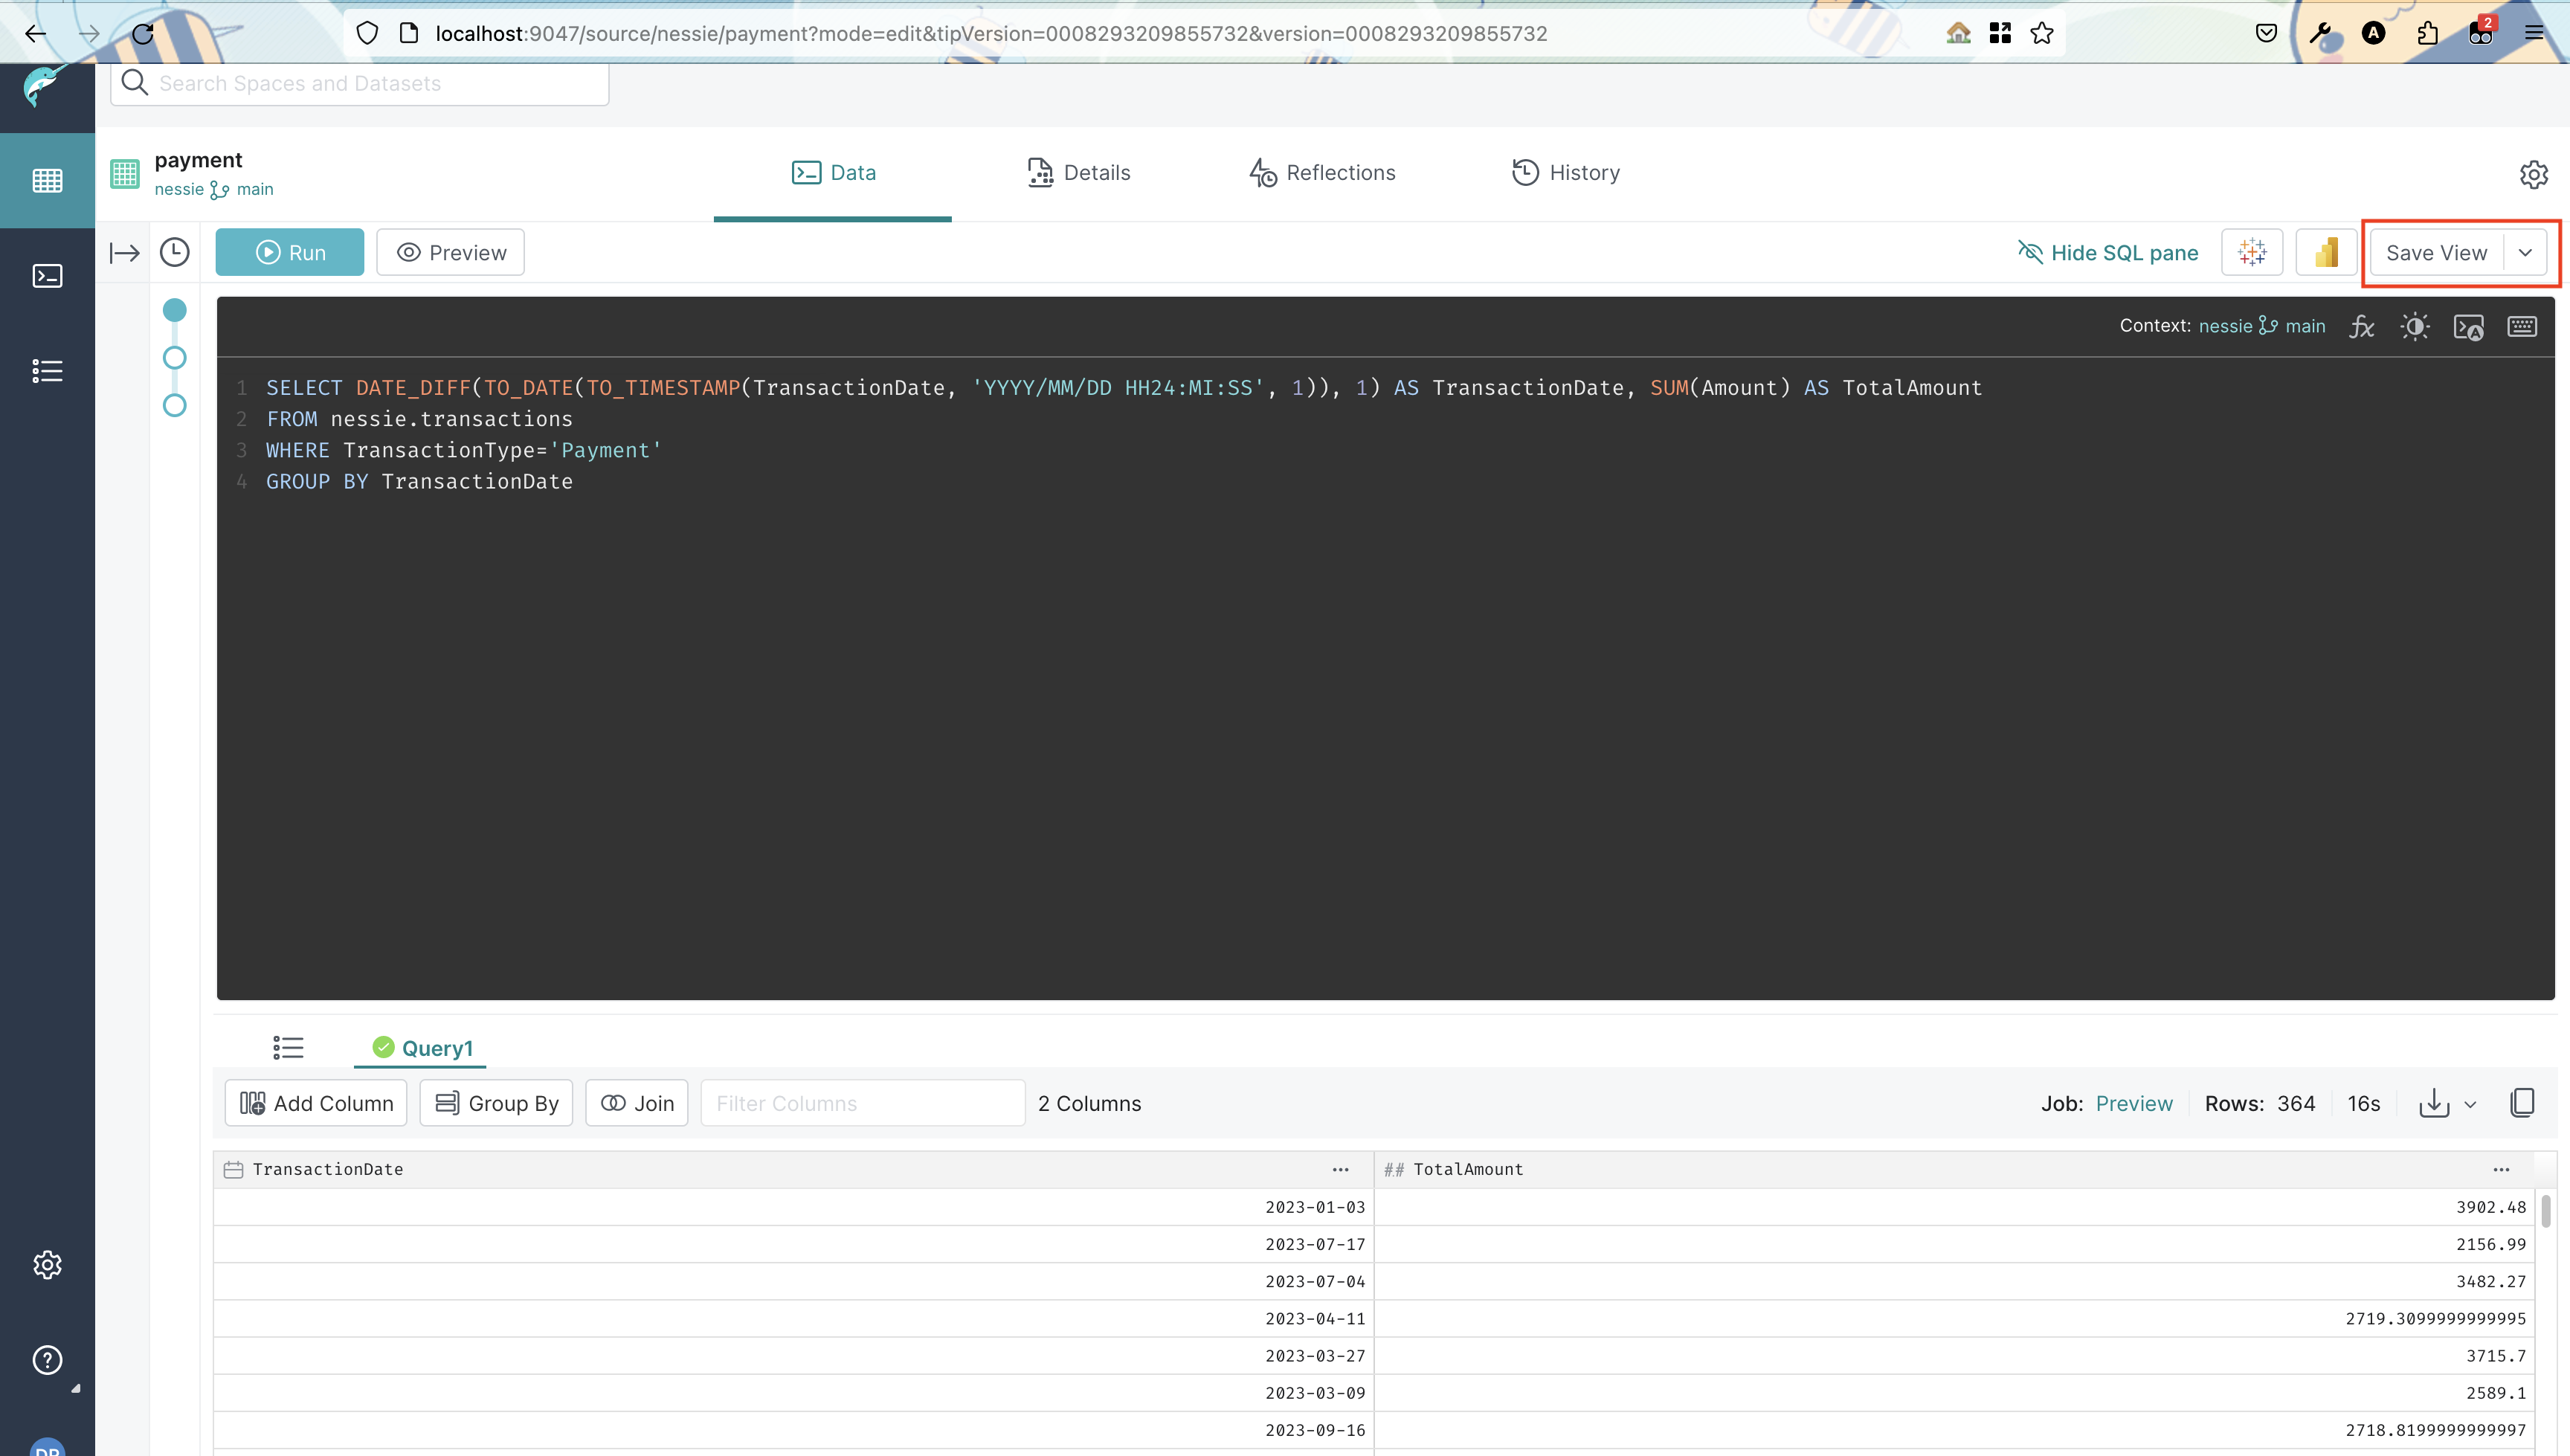 localhost:9047/source/nessie/payment?mode=edit&tipVersion=0008293209855732&version=0008293209855732
A
2
Search Spaces and Datasets
payment
nessie main
Data
Details
Reflections
History
Run
Preview
Hide SQL pane
Save View
Context: nessie main
fx
1 SELECT DATE_DIFF(TO_DATE(TO_TIMESTAMP(TransactionDate, 'YYYY/MM/DD HH24:MI:SS', 1)), 1) AS TransactionDate, SUM(Amount) AS TotalAmount
2 FROM nessie.transactions
3 WHERE TransactionType='Payment'
4 GROUP BY TransactionDate
Query1
Add Column
Group By
Join
Filter Columns
2 Columns
Job: Preview
Rows: 364
16s
TransactionDate ... ## TotalAmount ...
2023-01-03 3902.48
2023-07-17 2156.99
2023-07-04 3482.27
2023-04-11 2719.3099999999995
2023-03-27 3715.7
2023-03-09 2589.1
2023-09-16 2718.8199999999997